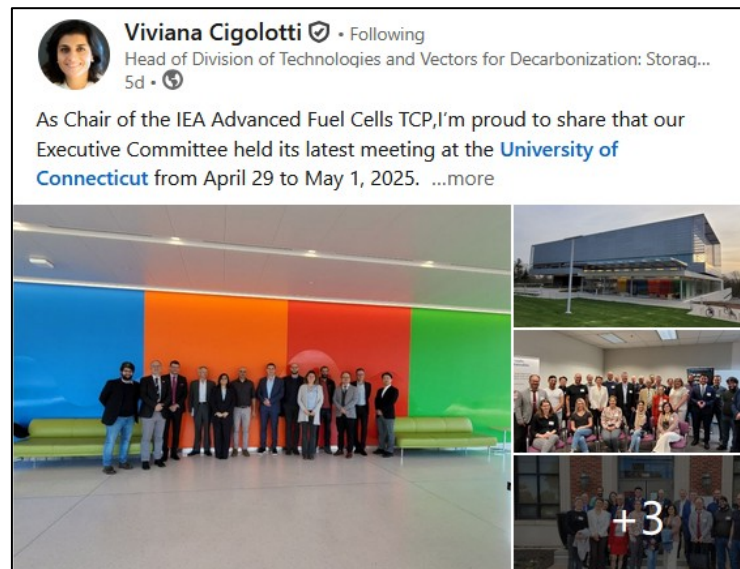 Viviana Cigolotti • Following
Head of Division of Technologies and Vectors for Decarbonization: Storag...
5d •
As Chair of the IEA Advanced Fuel Cells TCP,I'm proud to share that our
Executive Committee held its latest meeting at the University of
Connecticut from April 29 to May 1, 2025. ...more
+3